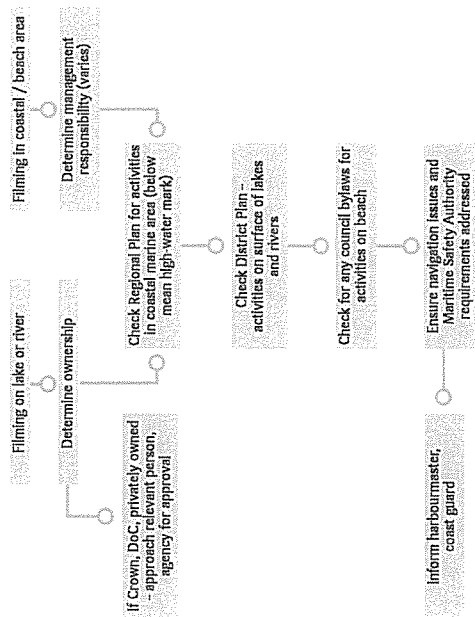 Filming on lake or river
Determine ownership
If Crown, DoC, privately owned
– approach relevant person,
agency for approval
Filming in coastal / beach area
Determine management
responsibility (varies)
Check Regional Plan for activities
in coastal marine area (below
mean high-water mark)
Check District Plan –
activities on surface of lakes
and rivers
Check for any council bylaws for
activities on beach
Ensure navigation issues and
Maritime Safety Authority
requirements addressed
Inform harbourmaster,
coast guard